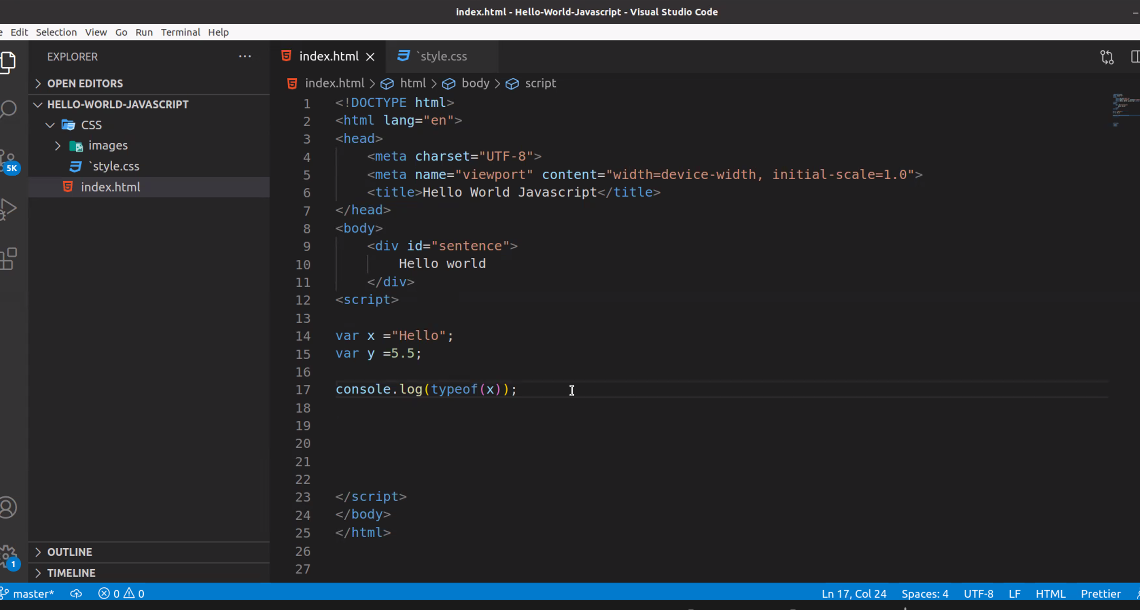 index.html - Hello-World-Javascript - Visual Studio Code
Edit Selection View Go Run Terminal Help
EXPLORER ···
OPEN EDITORS
HELLO-WORLD-JAVASCRIPT
CSS
images
`style.css
index.html
OUTLINE
TIMELINE
5K
1
index.html `style.css
index.html > html > body > script
1 <!DOCTYPE html>
2 <html lang="en">
3 <head>
4 <meta charset="UTF-8">
5 <meta name="viewport" content="width=device-width, initial-scale=1.0">
6 <title>Hello World Javascript</title>
7 </head>
8 <body>
9 <div id="sentence">
10 Hello world
11 </div>
12 <script>
13
14 var x ="Hello";
15 var y =5.5;
16
17 console.log(typeof(x));
18
19
20
21
22
23 </script>
24 </body>
25 </html>
26
27
master* 0 0 Ln 17, Col 24 Spaces: 4 UTF-8 LF HTML Prettier